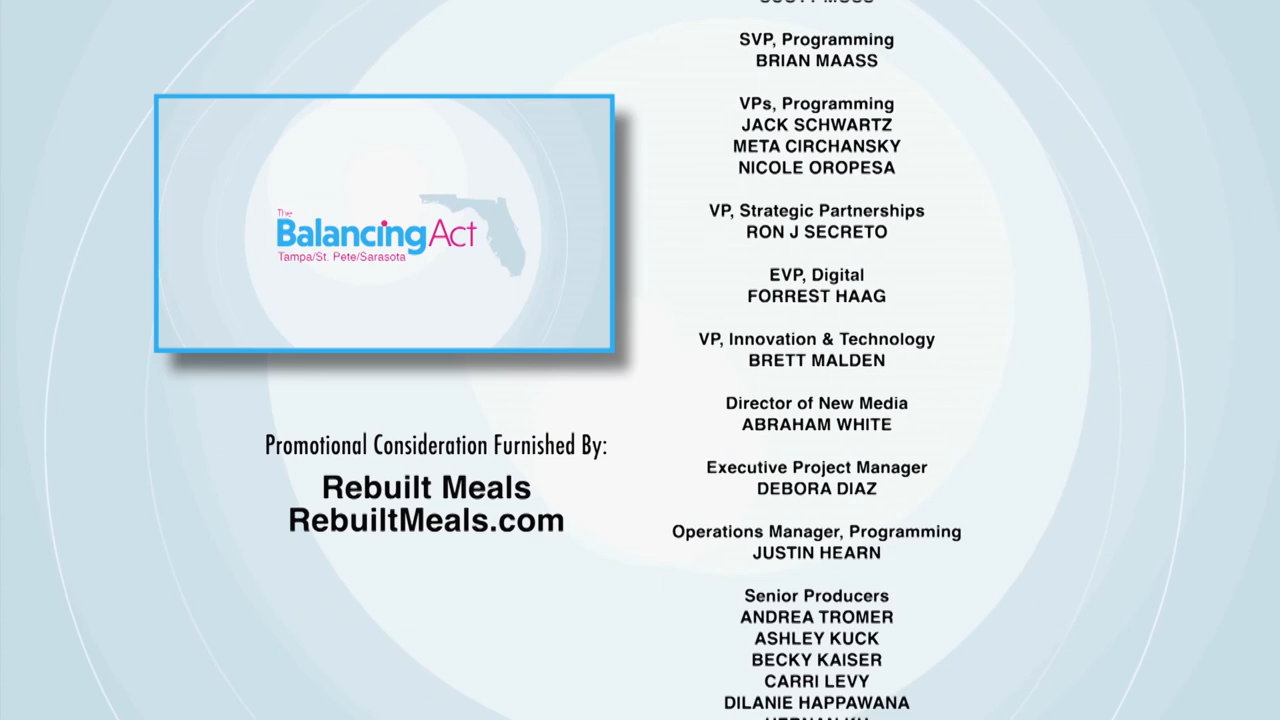 The
Balancing Act
Tampa/St. Pete/Sarasota
Promotional Consideration Furnished By:
Rebuilt Meals
RebuiltMeals.com
SVP, Programming
BRIAN MAASS
VPs, Programming
JACK SCHWARTZ
META CIRCHANSKY
NICOLE OROPESA
VP, Strategic Partnerships
RON J SECRETO
EVP, Digital
FORREST HAAG
VP, Innovation & Technology
BRETT MALDEN
Director of New Media
ABRAHAM WHITE
Executive Project Manager
DEBORA DIAZ
Operations Manager, Programming
JUSTIN HEARN
Senior Producers
ANDREA TROMER
ASHLEY KUCK
BECKY KAISER
CARRI LEVY
DILANIE HAPPAWANA